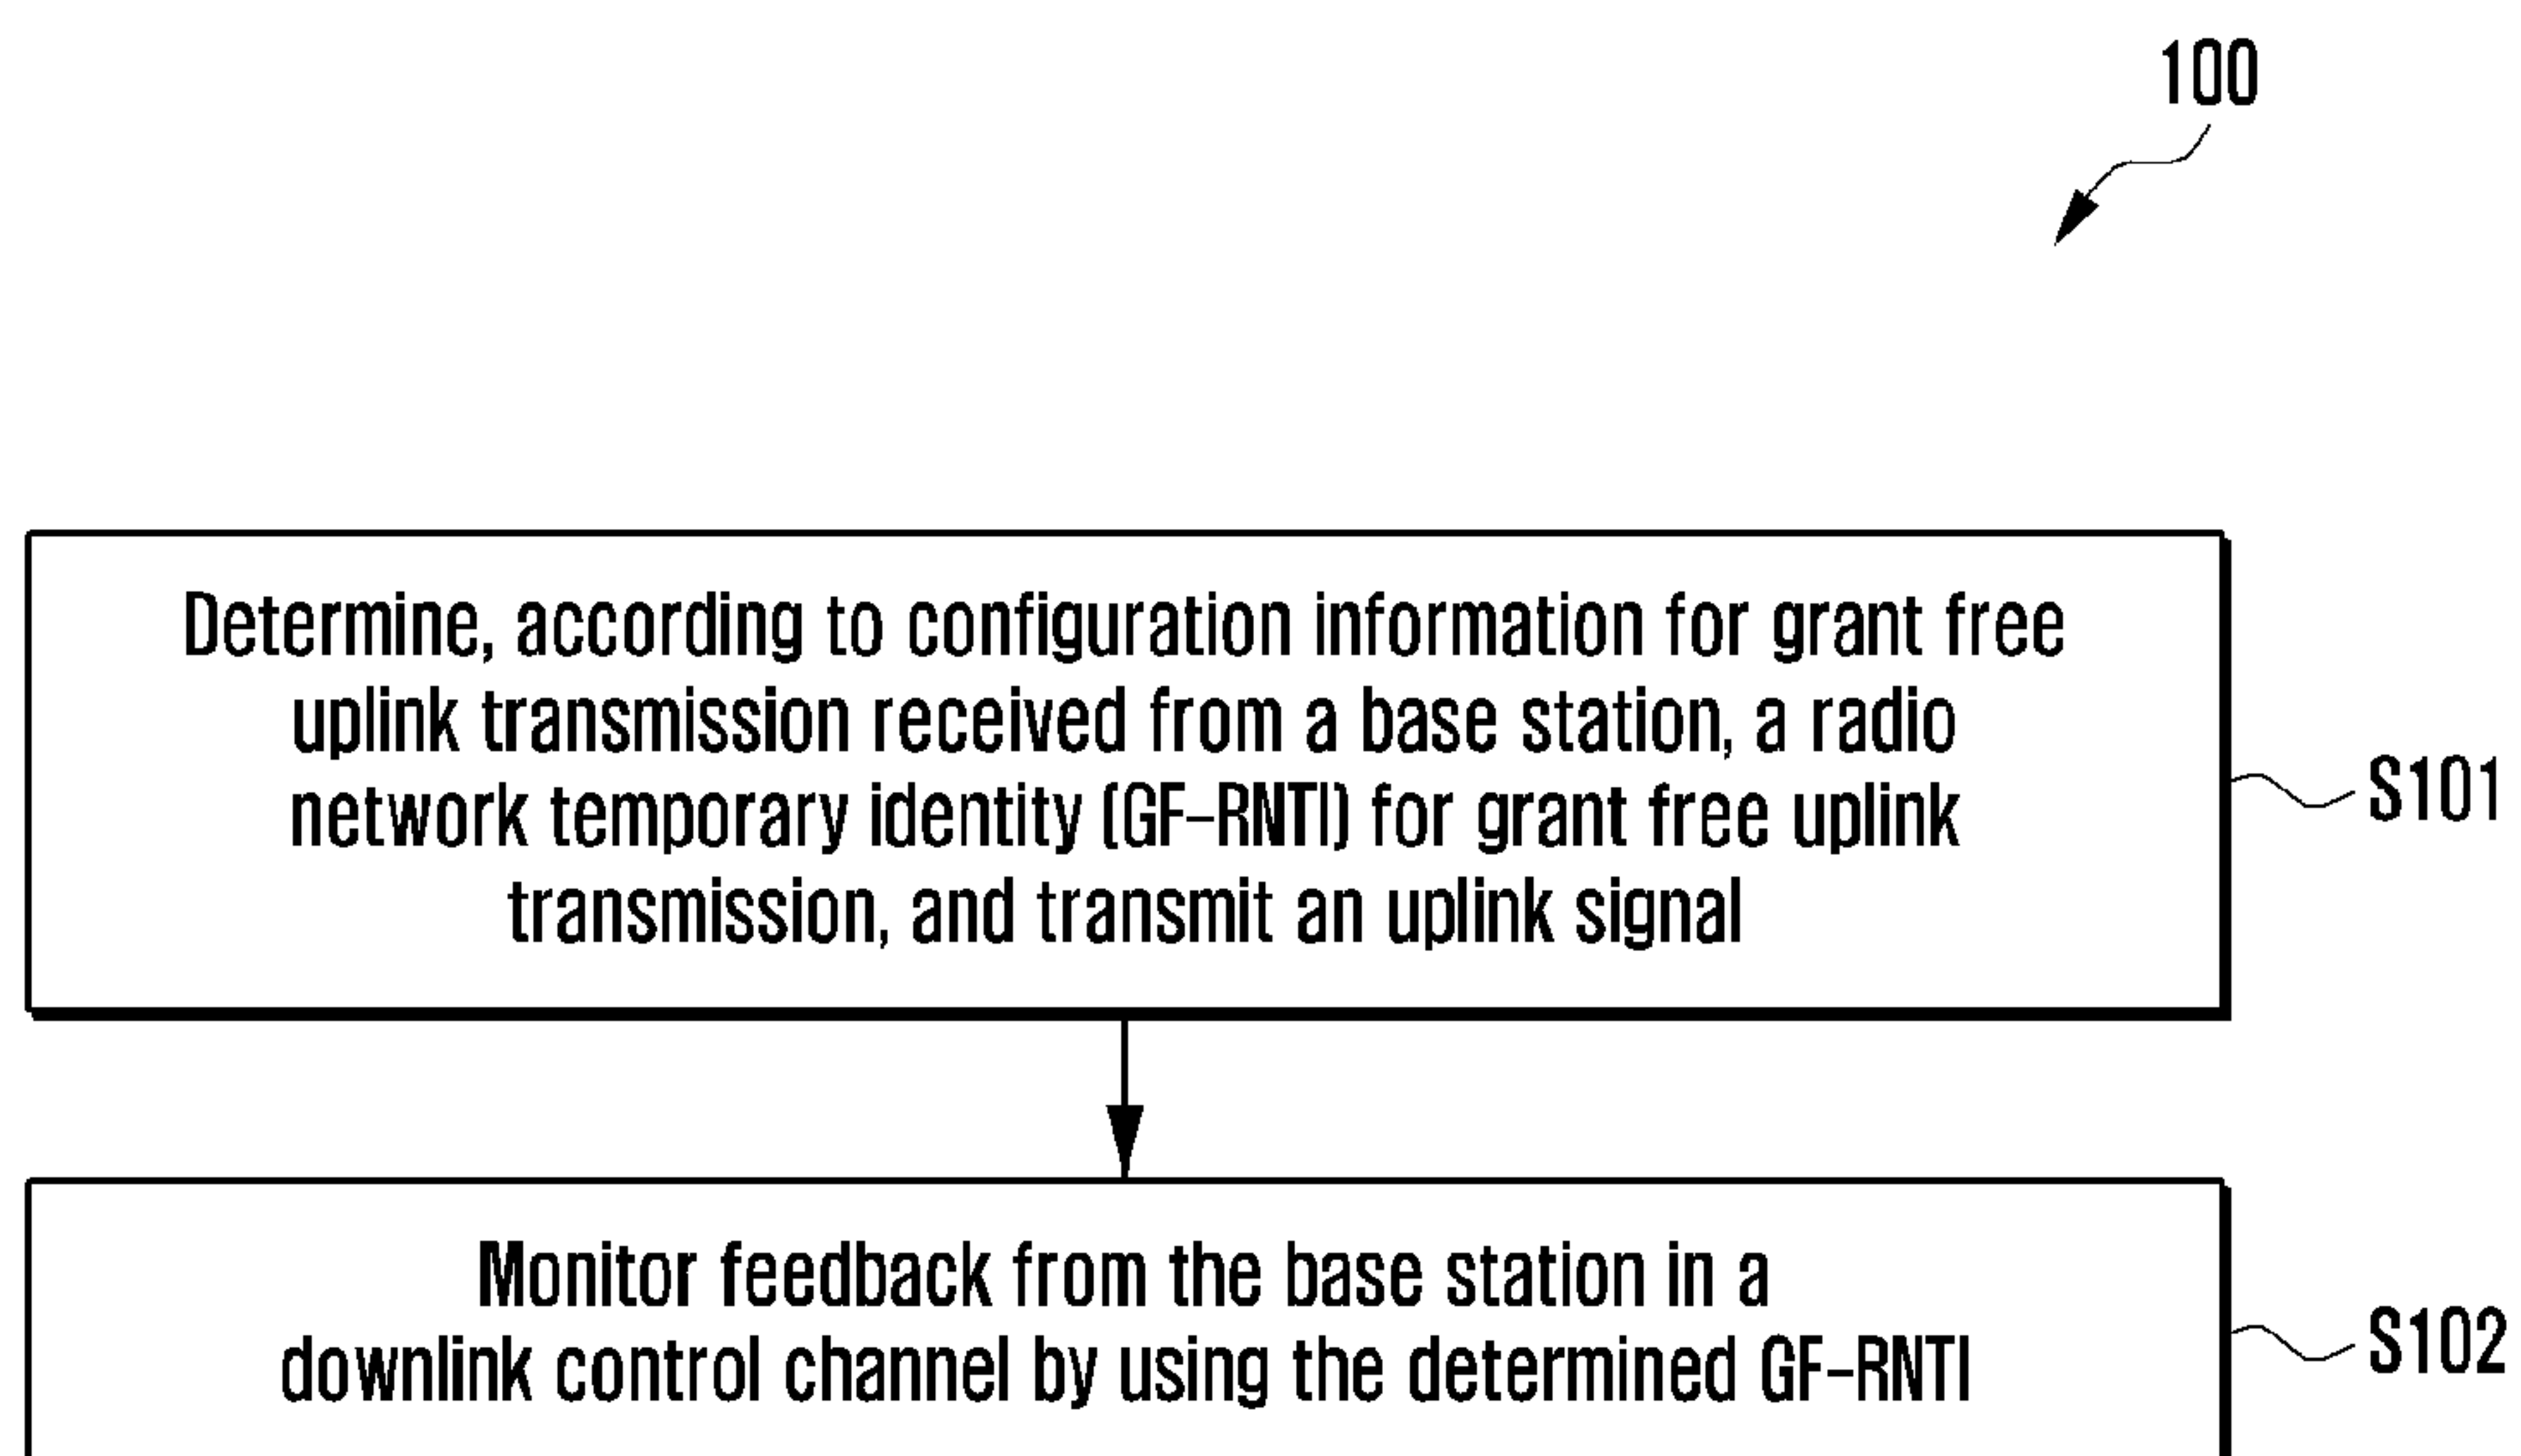 100
Determine, according to configuration information for grant free
uplink transmission received from a base station, a radio
network temporary identity (GF-RNTI) for grant free uplink
transmission, and transmit an uplink signal
S101
Monitor feedback from the base station in a
downlink control channel by using the determined GF-RNTI
S102